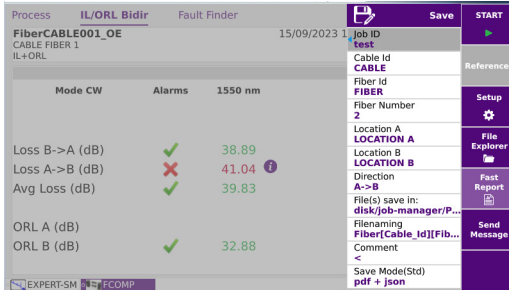 Process IL/ORL Bidir Fault Finder
FiberCABLE001_OE 15/09/2023 1
CABLE FIBER 1
IL+ORL
Mode CW Alarms 1550 nm
Loss B->A (dB) 38.89
Loss A->B (dB) 41.04 i
Avg Loss (dB) 39.83
ORL A (dB)
ORL B (dB) 32.88
EXPERT-SM FCOMP
Save
Job ID
test
Cable Id
CABLE
Fiber Id
FIBER
Fiber Number
2
Location A
LOCATION A
Location B
LOCATION B
Direction
A->B
File(s) save in:
disk/job-manager/P...
Filenaming
Fiber[Cable_Id][Fib...
Comment
<
Save Mode(Std)
pdf + json
START
Reference
Setup
File
Explorer
Fast
Report
Send
Message